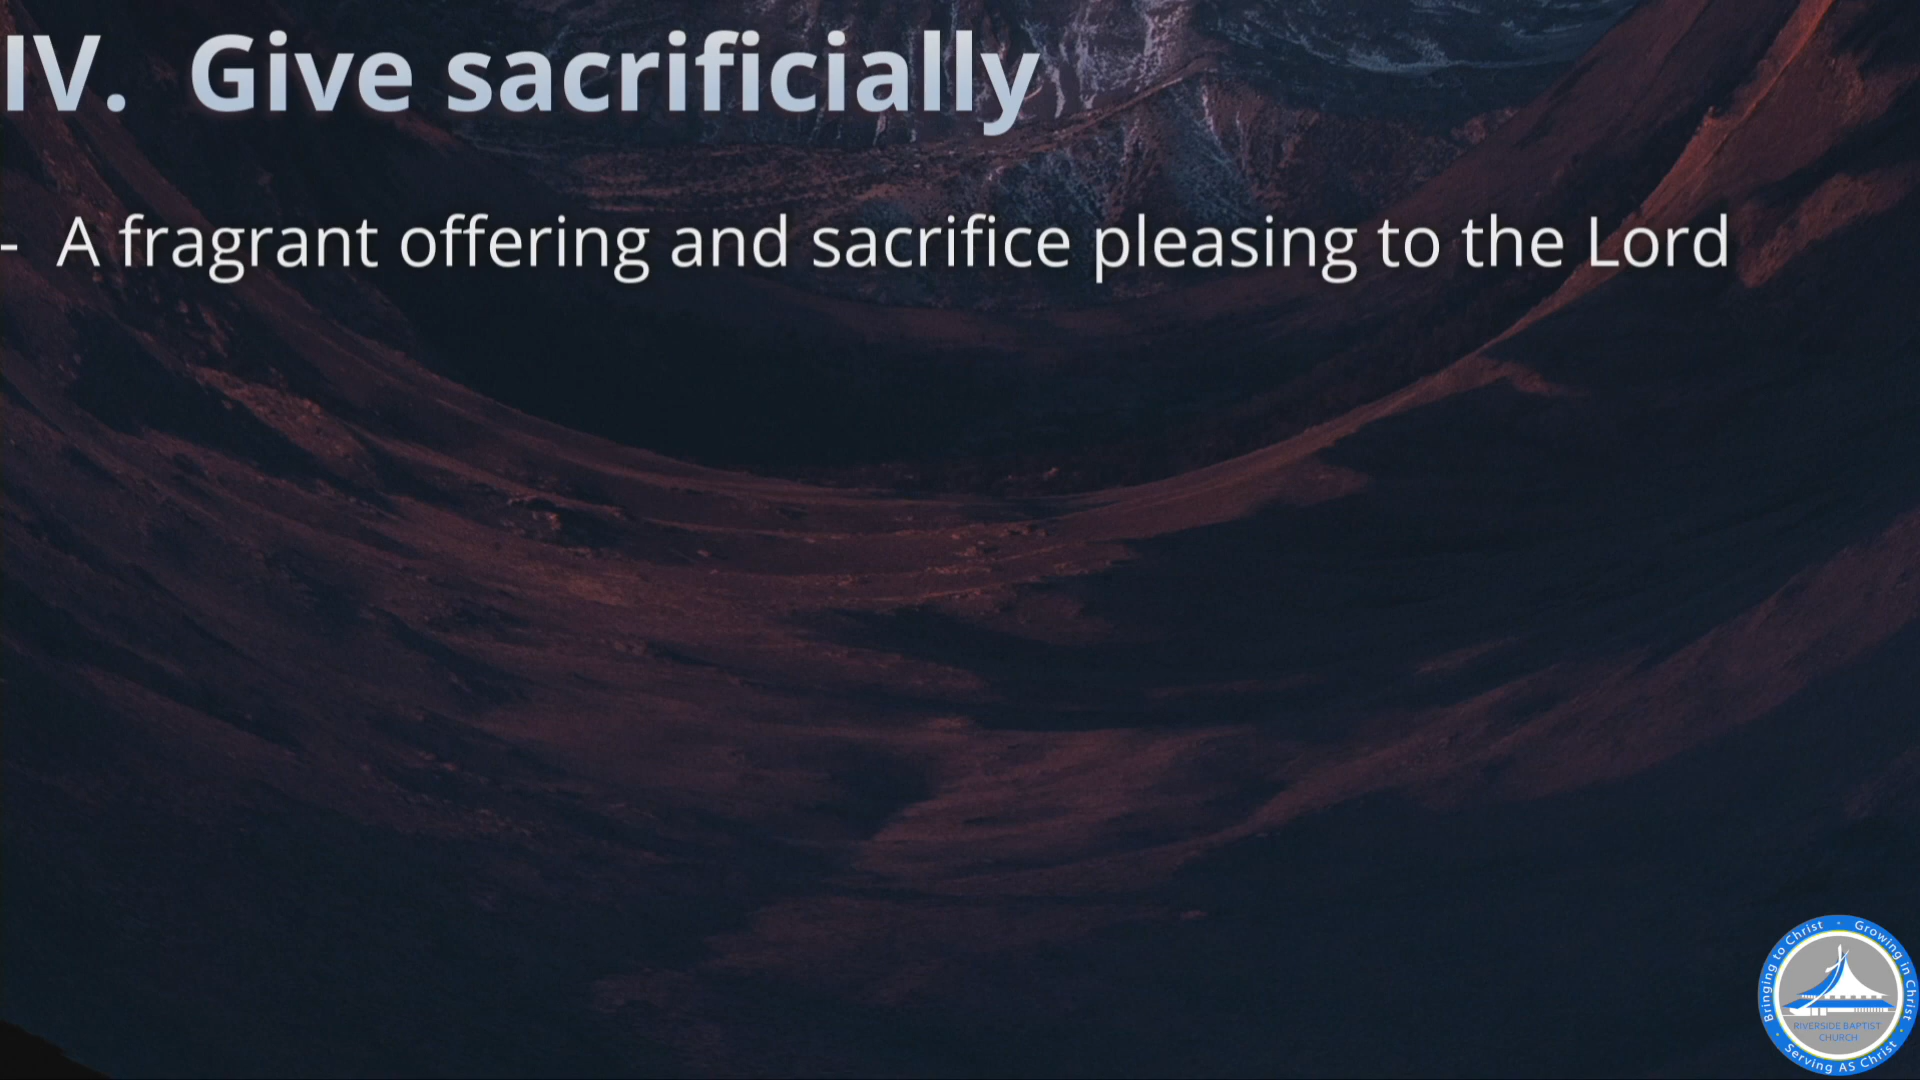 IV. Give sacrificially
- A fragrant offering and sacrifice pleasing to the Lord
Bringing to Christ · Growing in Christ · Serving AS Christ ·
RIVERSIDE BAPTIST
CHURCH